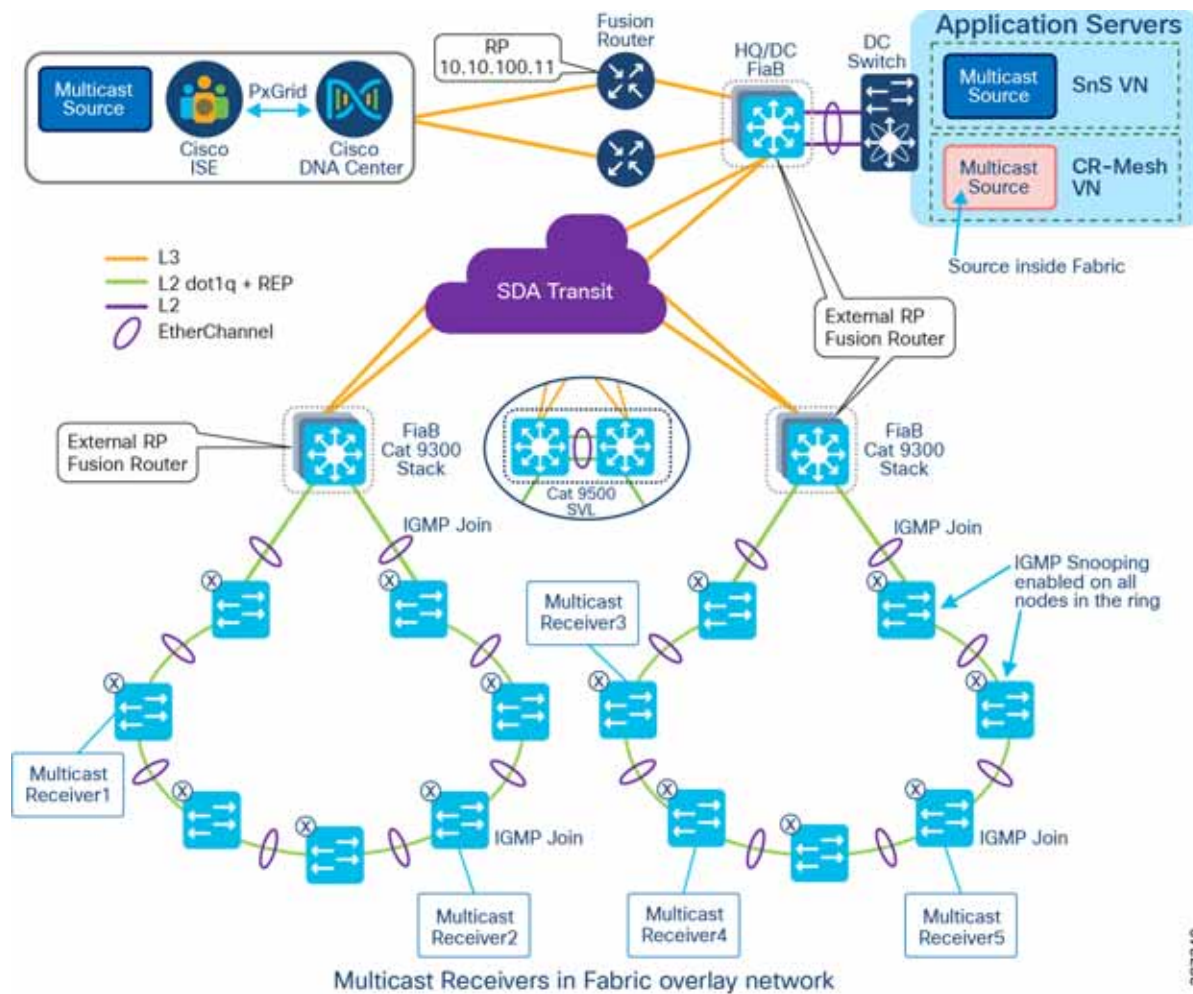 Multicast
Source
PxGrid
Cisco
ISE
Cisco
DNA Center
RP
10.10.100.11
Fusion
Router
HQ/DC
FiaB
DC
Switch
Application Servers
Multicast
Source
SnS VN
Multicast
Source
CR-Mesh
VN
Source inside Fabric
L3
L2 dot1q + REP
L2
EtherChannel
SDA Transit
External RP
Fusion Router
External RP
Fusion Router
FiaB
Cat 9300
Stack
Cat 9500
SVL
FiaB
Cat 9300
Stack
IGMP Join
IGMP Join
IGMP Snooping
enabled on all
nodes in the ring
X
X
X
X
Multicast
Receiver3
X
X
X
X
Multicast
Receiver1
X
X
X
IGMP Join
X
X
X
IGMP Join
Multicast
Receiver2
Multicast
Receiver4
Multicast
Receiver5
Multicast Receivers in Fabric overlay network